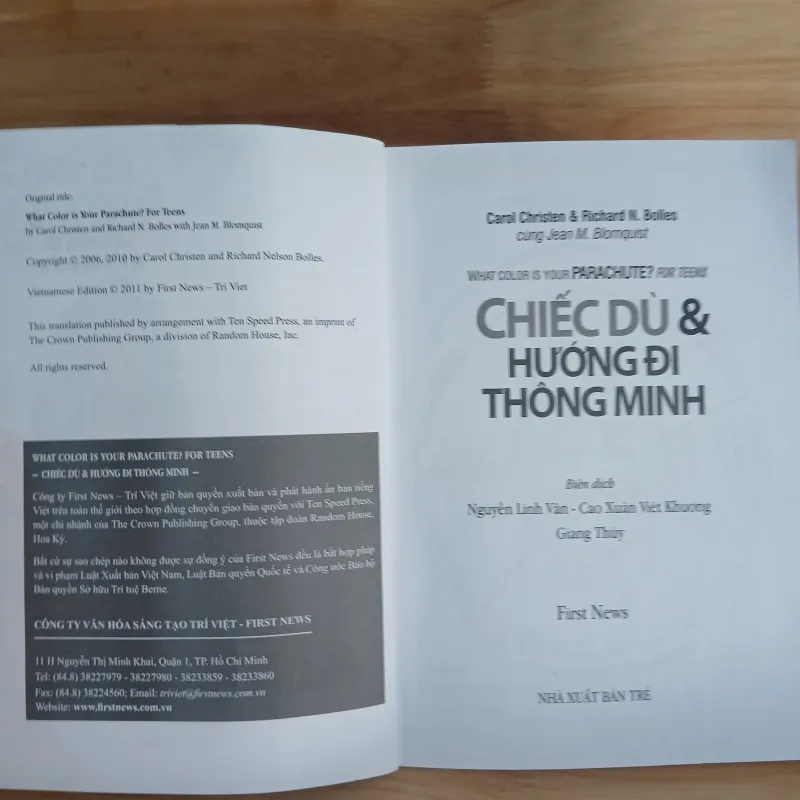 Original title:
What Color is Your Parachute? For Teens
by Carol Christen and Richard N. Bolles with Jean M. Blomquist
Copyright © 2006, 2010 by Carol Christen and Richard Nelson Bolles.
Vietnamese Edition © 2011 by First News – Tri Viet
This translation published by arrangement with Ten Speed Press, an imprint of
The Crown Publishing Group, a division of Random House, Inc.
All rights reserved.
WHAT COLOR IS YOUR PARACHUTE? FOR TEENS
– CHIẾC DÙ & HƯỚNG ĐI THÔNG MINH –
Công ty First News – Trí Việt giữ bản quyền xuất bản và phát hành ấn bản tiếng
Việt trên toàn thế giới theo hợp đồng chuyển giao bản quyền với Ten Speed Press,
một chi nhánh của The Crown Publishing Group, thuộc tập đoàn Random House,
Hoa Kỳ.
Bất cứ sự sao chép nào không được sự đồng ý của First News đều là bất hợp pháp
và vi phạm Luật Xuất bản Việt Nam, Luật Bản quyền Quốc tế và Công ước Bảo hộ
Bản quyền Sở hữu Trí tuệ Berne.
CÔNG TY VĂN HÓA SÁNG TẠO TRÍ VIỆT - FIRST NEWS
11 H Nguyễn Thị Minh Khai, Quận 1, TP. Hồ Chí Minh
Tel: (84.8) 38227979 - 38227980 - 38233859 - 38233860
Fax: (84.8) 38224560; Email: triviet@firstnews.com.vn
Website: www.firstnews.com.vn
Carol Christen & Richard N. Bolles
cùng Jean M. Blomquist
WHAT COLOR IS YOUR PARACHUTE? FOR TEENS
CHIẾC DÙ &
HƯỚNG ĐI
THÔNG MINH
Biên dịch
Nguyễn Linh Vân - Cao Xuân Việt Khương
Giang Thủy
First News
NHÀ XUẤT BẢN TRẺ